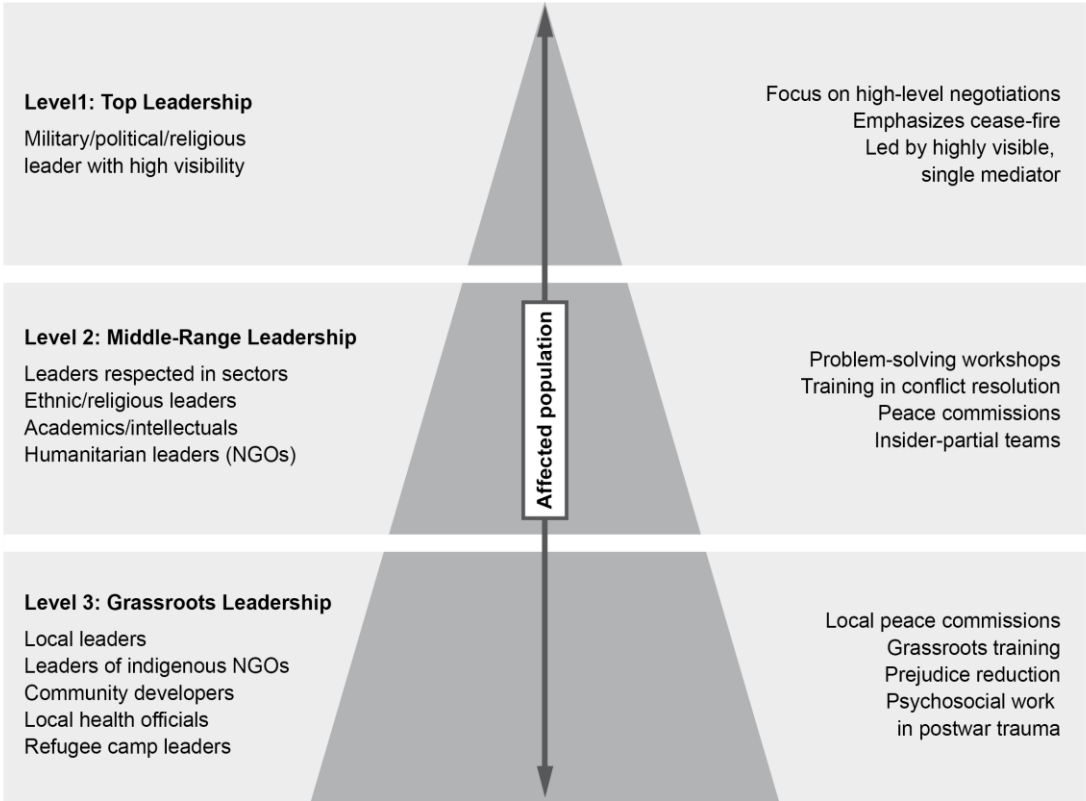 Level1: Top Leadership
Military/political/religious
leader with high visibility
Focus on high-level negotiations
Emphasizes cease-fire
Led by highly visible,
single mediator
Affected population
Level 2: Middle-Range Leadership
Leaders respected in sectors
Ethnic/religious leaders
Academics/intellectuals
Humanitarian leaders (NGOs)
Problem-solving workshops
Training in conflict resolution
Peace commissions
Insider-partial teams
Level 3: Grassroots Leadership
Local leaders
Leaders of indigenous NGOs
Community developers
Local health officials
Refugee camp leaders
Local peace commissions
Grassroots training
Prejudice reduction
Psychosocial work
in postwar trauma